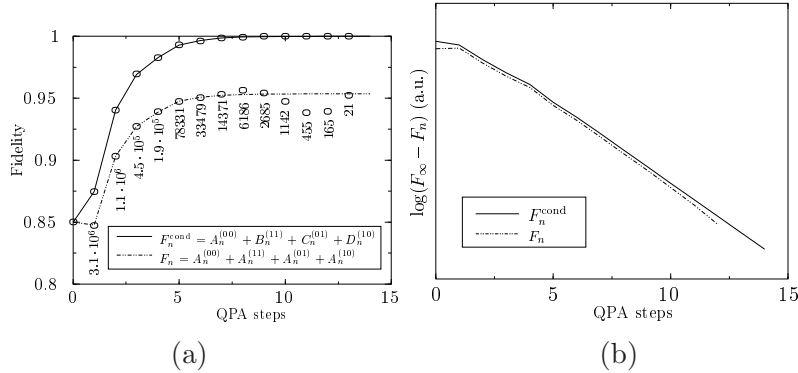 1
0.95
0.9
0.85
0.8
Fidelity
3.1 · 10^6
1.1 · 10^6
4.5 · 10^5
1.9 · 10^5
78331
33479
14371
6186
2685
1142
455
165
21
F_n^cond = A_n^(00) + B_n^(11) + C_n^(01) + D_n^(10)
F_n = A_n^(00) + A_n^(11) + A_n^(01) + A_n^(10)
0 5 10 15
QPA steps
(a)
log(F_∞ − F_n) (a.u.)
F_n^cond
F_n
0 5 10 15
QPA steps
(b)